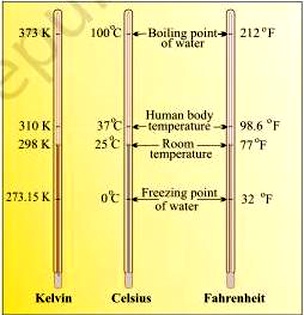 373 K 100°C Boiling point 212°F
of water
Human body
310 K 37°C temperature 98.6 °F
298 K 25°C Room 77°F
temperature
273.15 K 0°C Freezing point 32 °F
of water
Kelvin Celsius Fahrenheit